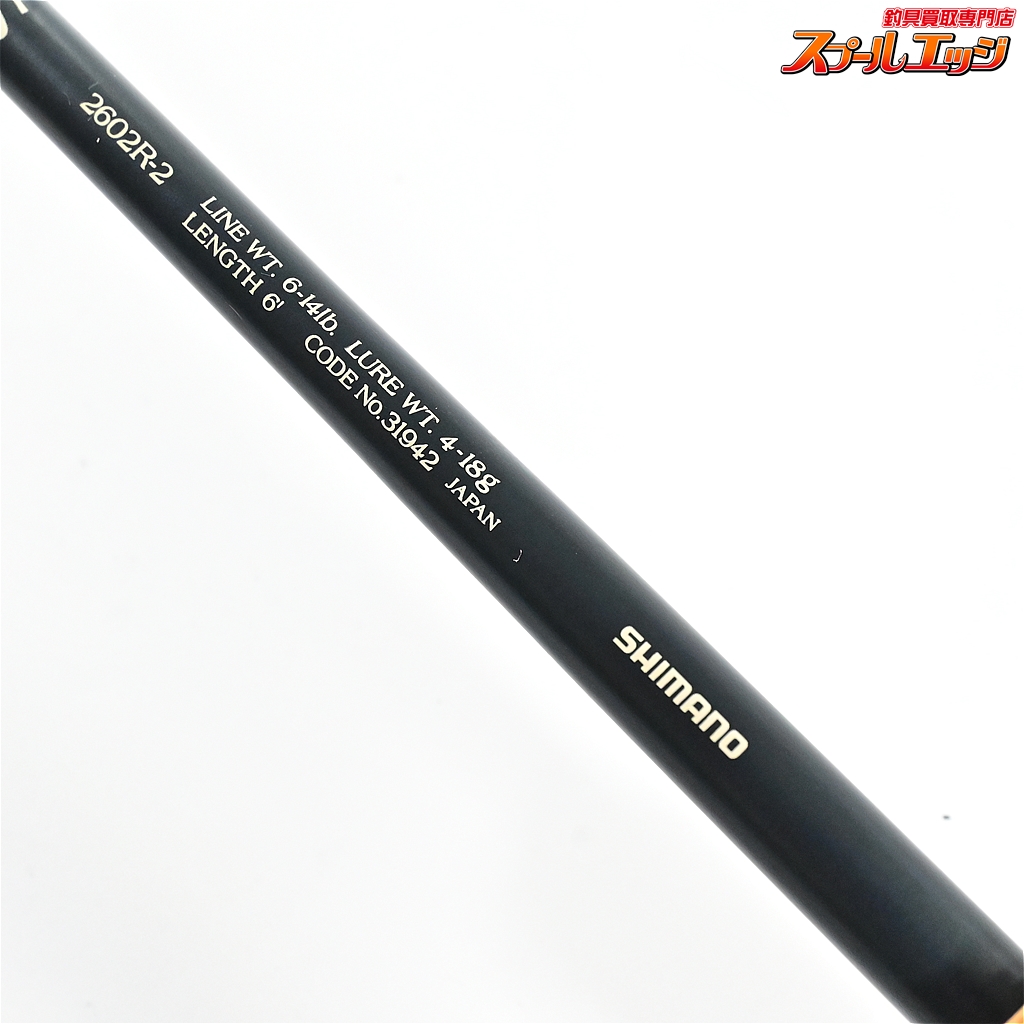 釣具買取専門店
スプールエッジ
2602R-2
LINE WT. 6-14lb. LURE WT. 4-18g
LENGTH 6' CODE No.31942 JAPAN
SHIMANO